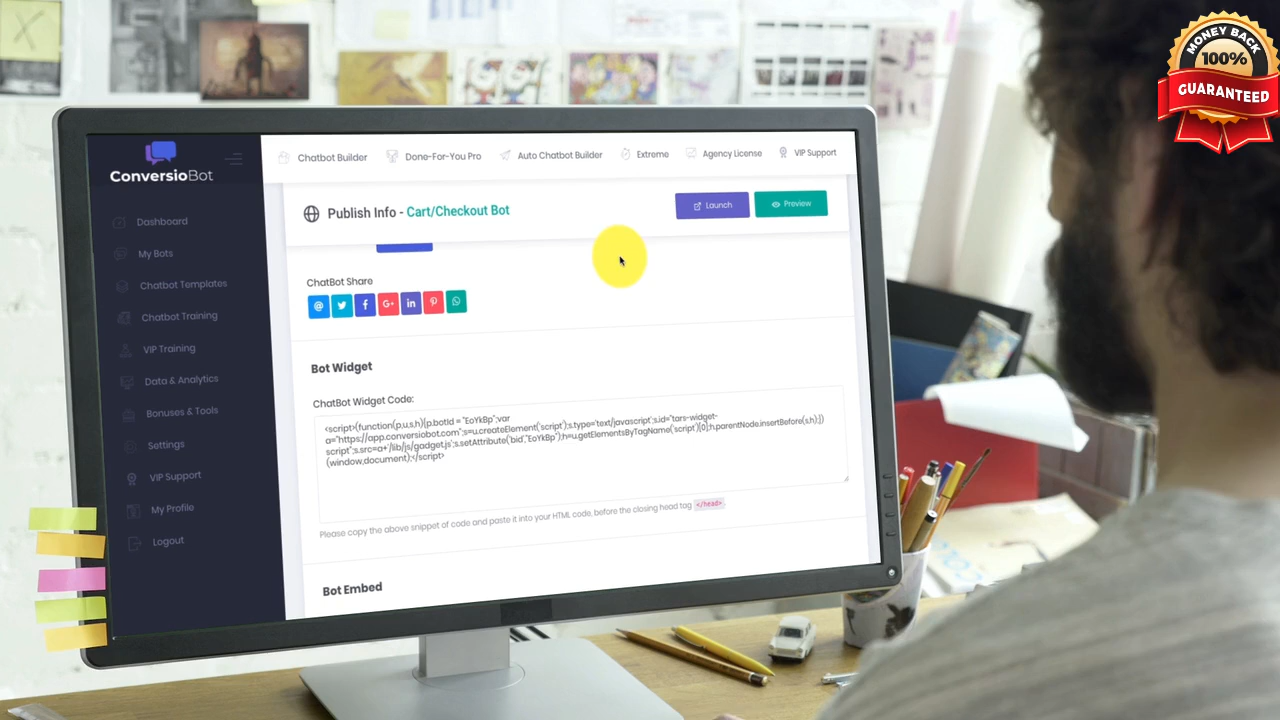 MONEY BACK
100%
GUARANTEED
ConversioBot
Chatbot Builder
Done-For-You Pro
Auto Chatbot Builder
Extreme
Agency License
VIP Support
Dashboard
My Bots
Chatbot Templates
Chatbot Training
VIP Training
Data & Analytics
Bonuses & Tools
Settings
VIP Support
My Profile
Logout
Publish Info - Cart/Checkout Bot
Launch
Preview
ChatBot Share
Bot Widget
ChatBot Widget Code:
<script>(function(p,u,s,h){p.botId = "EoYkBp";var
a="https://app.conversiobot.com";s=u.createElement('script');s.type='text/javascript';s.id="tars-widget-
script";s.src=a+'/lib/js/gadget.js';s.setAttribute('bid',"EoYkBp");h=u.getElementsByTagName('script')[0];h.parentNode.insertBefore(s,h);})
(window,document);</script>
Please copy the above snippet of code and paste it into your HTML code, before the closing head tag </head>
Bot Embed